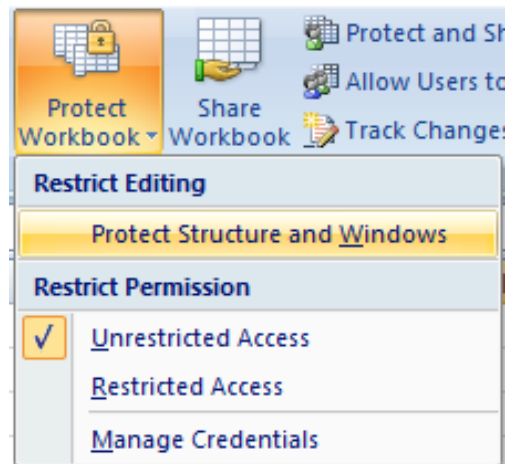 Protect
Workbook
Share
Workbook
Protect and Sh
Allow Users to
Track Changes
Restrict Editing
Protect Structure and Windows
Restrict Permission
Unrestricted Access
Restricted Access
Manage Credentials